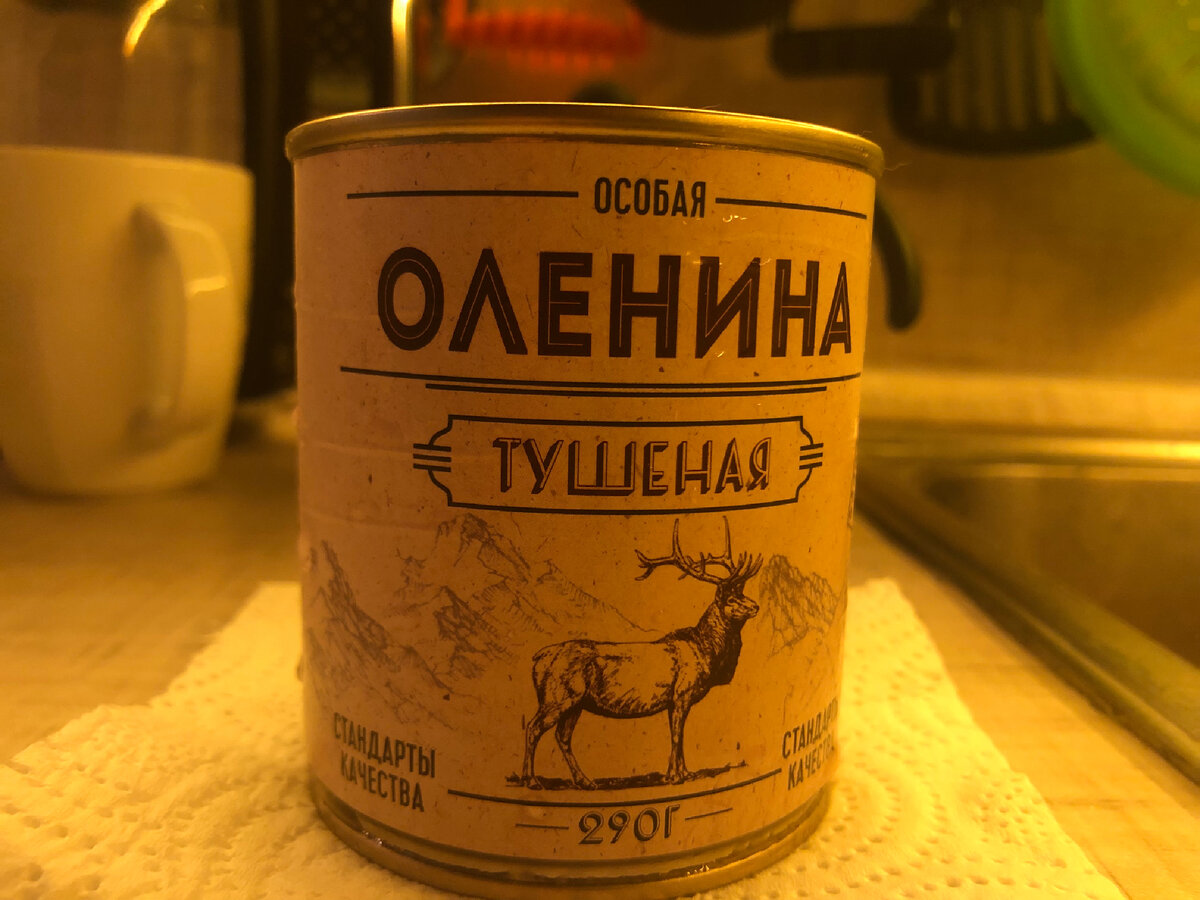 ОСОБАЯ
ОЛЕНИНА
ТУШЕНАЯ
СТАНДАРТЫ
КАЧЕСТВА
290Г